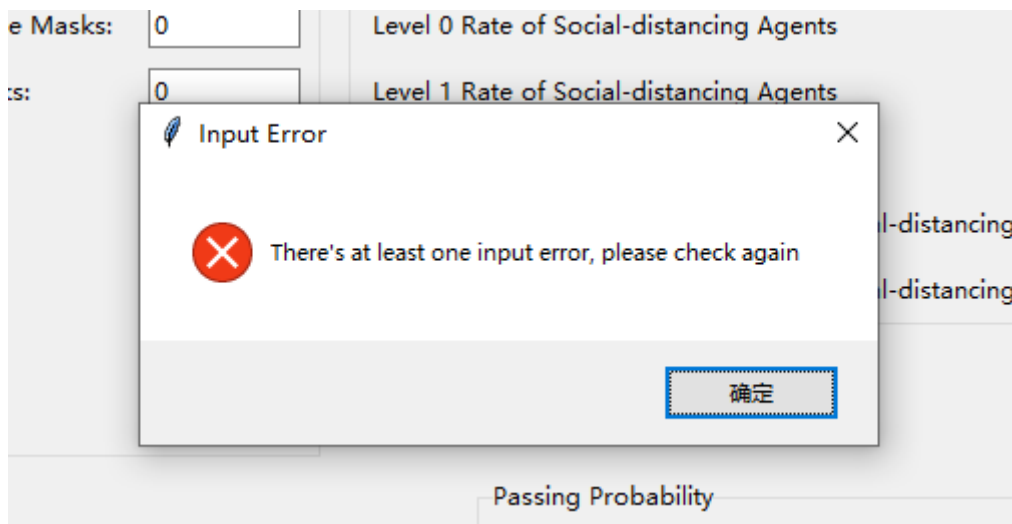 e Masks:
0
Level 0 Rate of Social-distancing Agents
ts:
0
Level 1 Rate of Social-distancing Agents
Input Error
There's at least one input error, please check again
l-distancing
l-distancing
确定
Passing Probability